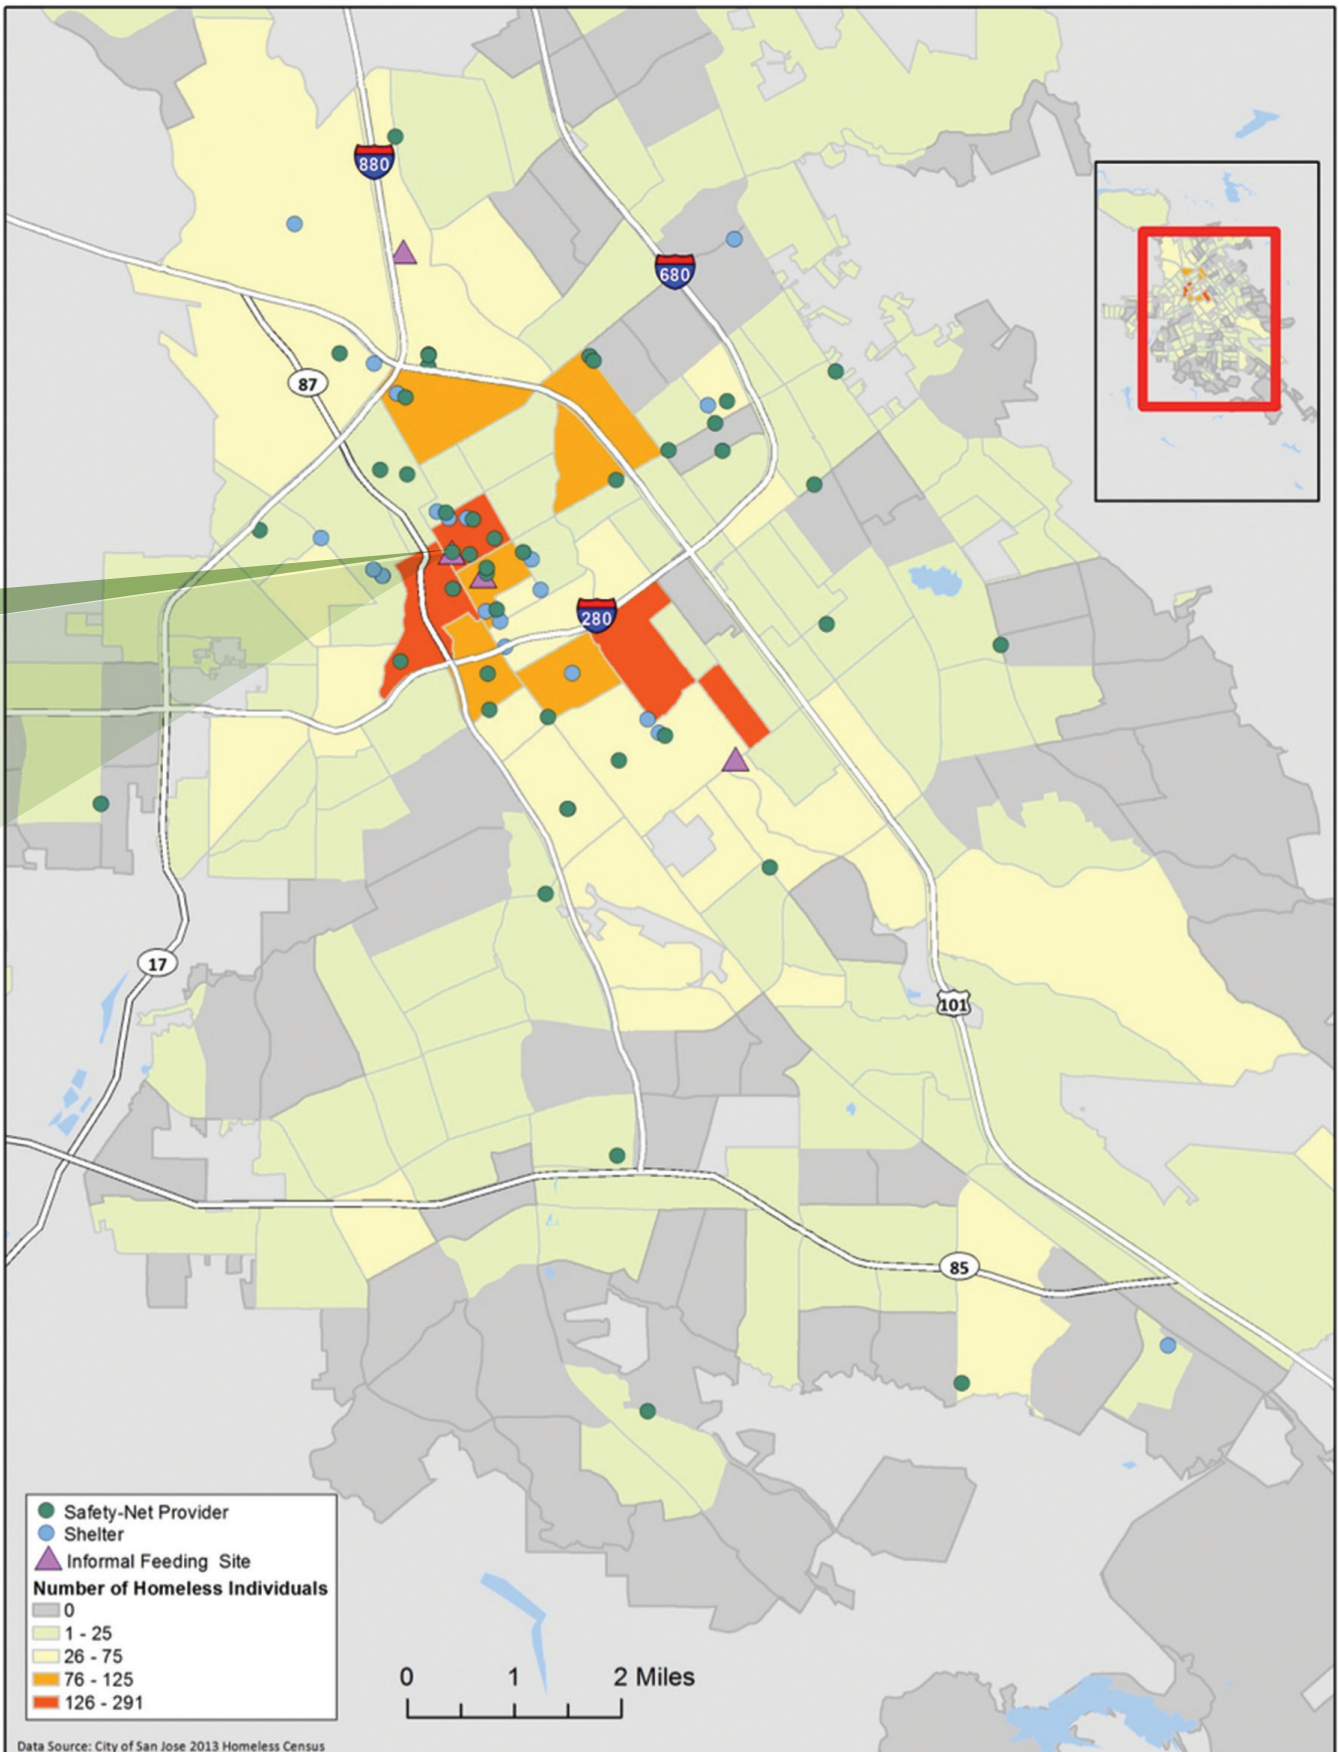 880
680
87
280
17
101
85
Safety-Net Provider
Shelter
Informal Feeding Site
Number of Homeless Individuals
0
1 - 25
26 - 75
76 - 125
126 - 291
0 1 2 Miles
Data Source: City of San Jose 2013 Homeless Census